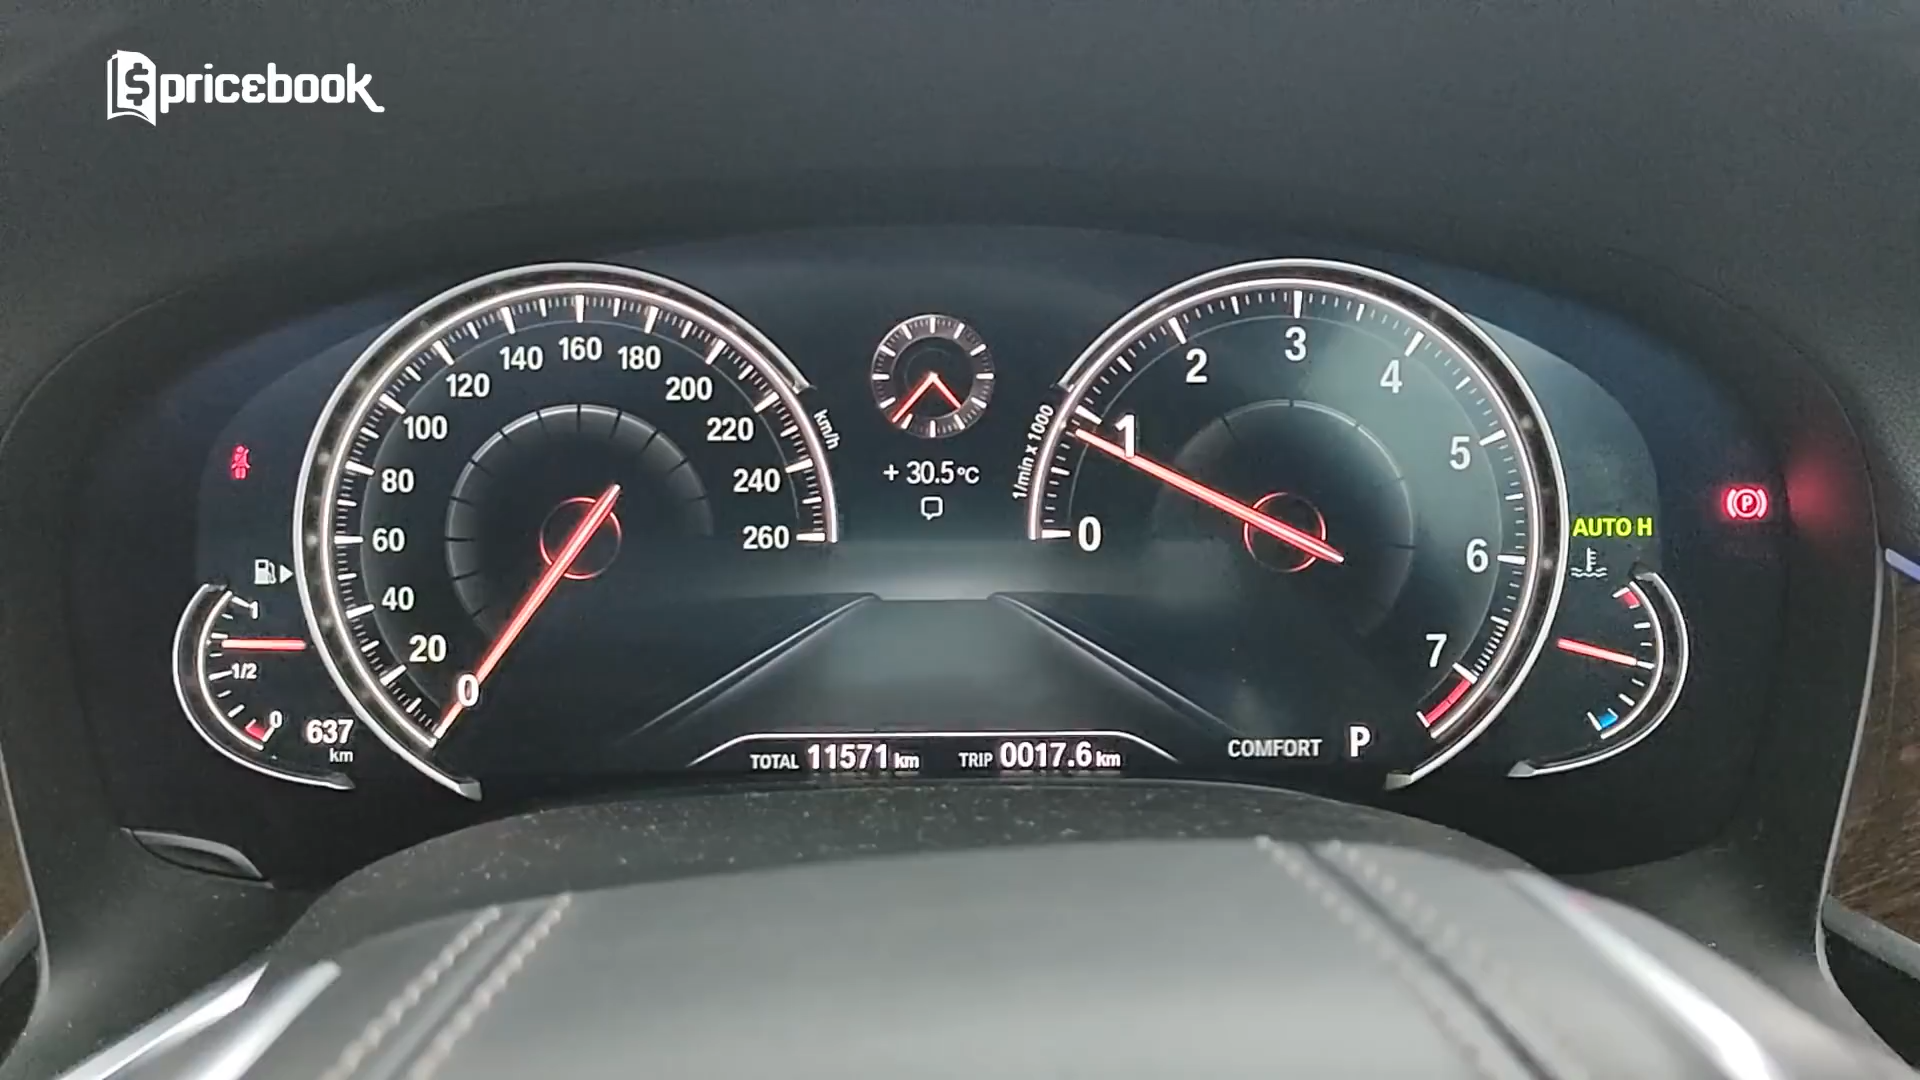 pricebook
140 160 180
120 200
100 220
80 240
60 260
40
20
0
km/h
+ 30.5°C
1/min x 1000
0 1 2 3 4 5 6 7
AUTO H
P
1
1/2
0
637
km
TOTAL 11571 km TRIP 0017.6 km
COMFORT P